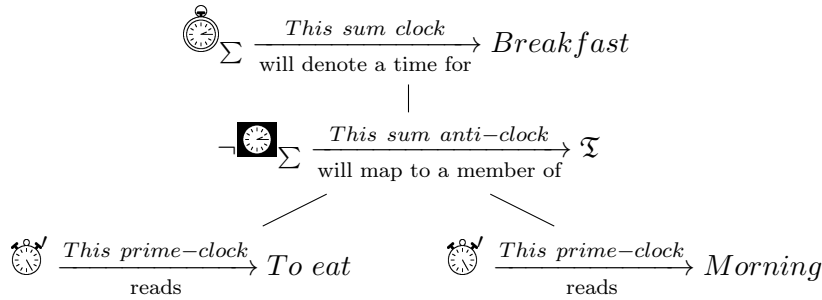 This sum clock
∑ Breakfast
will denote a time for
This sum anti−clock
¬ ∑ 𝔗
will map to a member of
This prime−clock This prime−clock
′ To eat ′ Morning
reads reads